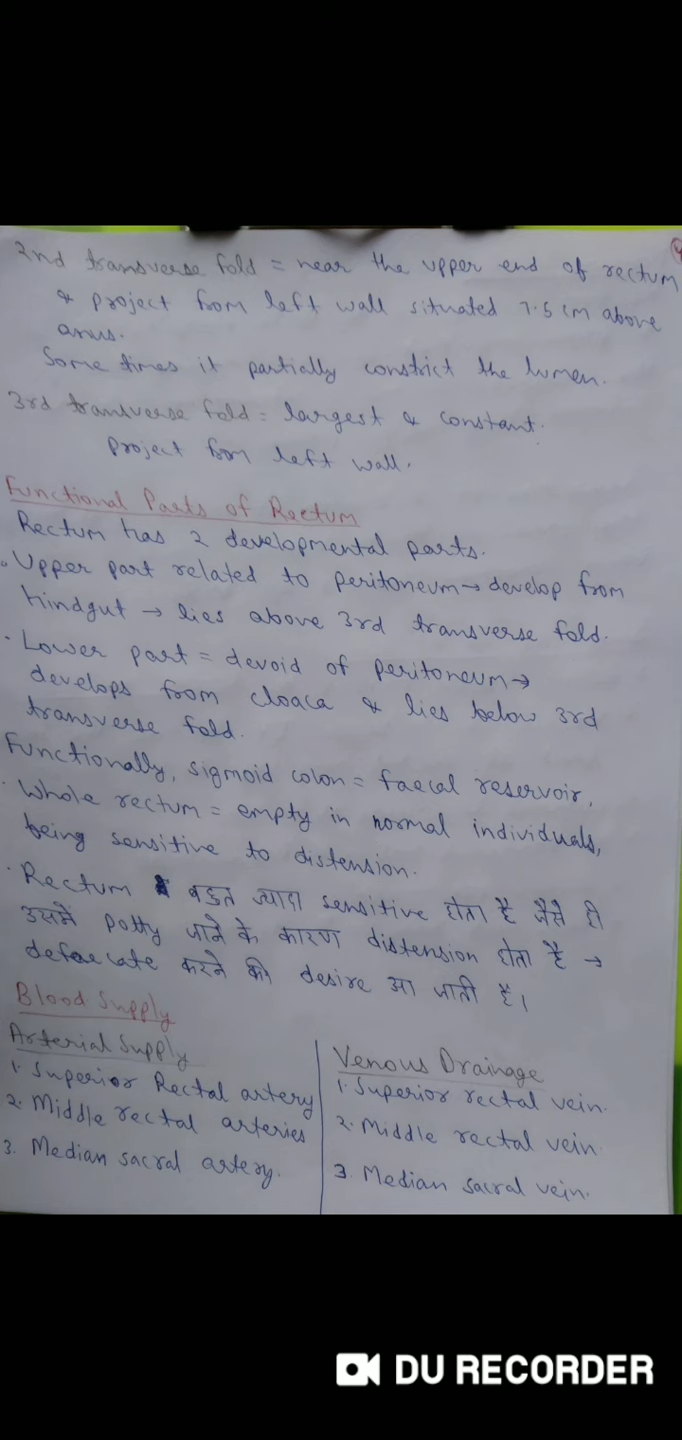 2nd transverse fold = near the upper end of rectum
& project from left wall situated 7.5 cm above
anus.
Some times it partially constrict the lumen.
3rd transverse fold = largest & constant.
Project from left wall.
Functional Parts of Rectum
Rectum has 2 developmental parts.
• Upper part related to peritoneum → develop from
hindgut → lies above 3rd transverse fold.
• Lower part = devoid of peritoneum →
develops from cloaca & lies below 3rd
transverse fold.
Functionally, sigmoid colon = faecal reservoir.
• Whole rectum = empty in normal individuals,
being sensitive to distension.
• Rectum बहुत ज्यादा sensitive होता है जैसे ही
उसमे potty जाने के कारण distension होता है →
defaecate करने की desire आ जाती है।
Blood Supply
Arterial Supply
1. Superior Rectal artery
2. Middle rectal arteries
3. Median sacral artery.
Venous Drainage
1. Superior rectal vein.
2. Middle rectal vein
3. Median sacral vein.
DU RECORDER